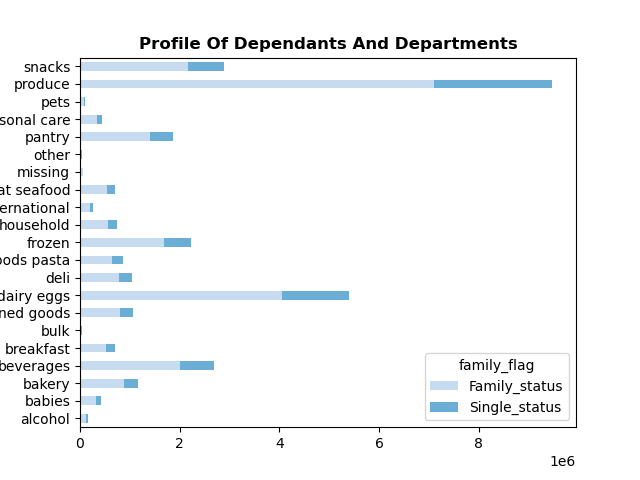 Profile Of Dependants And Departments
snacks
produce
pets
sonal care
pantry
other
missing
at seafood
ernational
household
frozen
oods pasta
deli
dairy eggs
ned goods
bulk
breakfast
beverages
bakery
babies
alcohol
family_flag
Family_status
Single_status
0 2 4 6 8
1e6